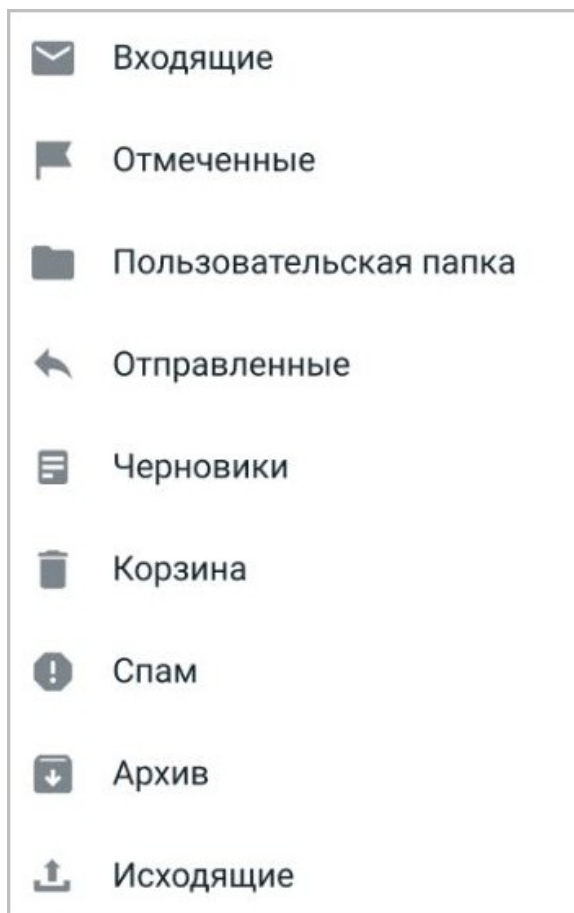 Входящие
Отмеченные
Пользовательская папка
Отправленные
Черновики
Корзина
Спам
Архив
Исходящие